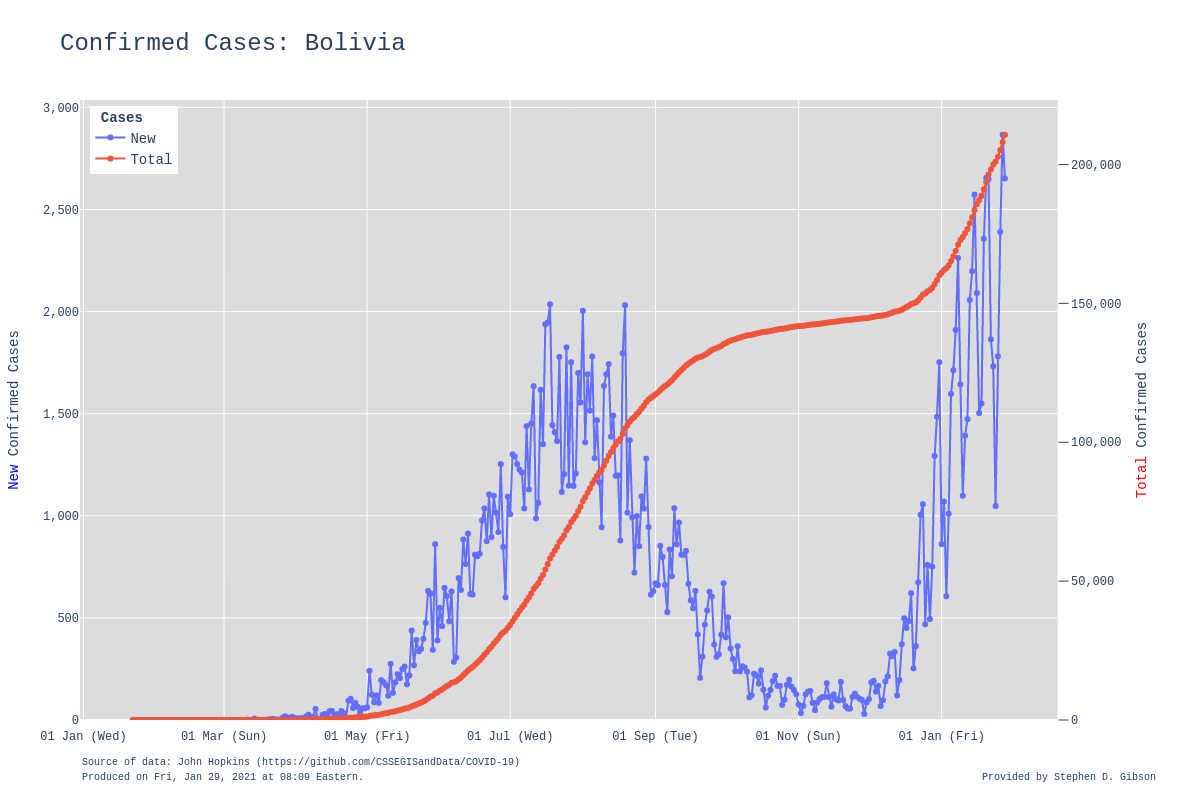 Confirmed Cases: Bolivia
Cases
New
Total
3,000
2,500
2,000
1,500
1,000
500
0
200,000
150,000
100,000
50,000
0
New Confirmed Cases
Total Confirmed Cases
01 Jan (Wed) 01 Mar (Sun) 01 May (Fri) 01 Jul (Wed) 01 Sep (Tue) 01 Nov (Sun) 01 Jan (Fri)
Source of data: John Hopkins (https://github.com/CSSEGISandData/COVID-19)
Produced on Fri, Jan 29, 2021 at 08:09 Eastern.
Provided by Stephen D. Gibson